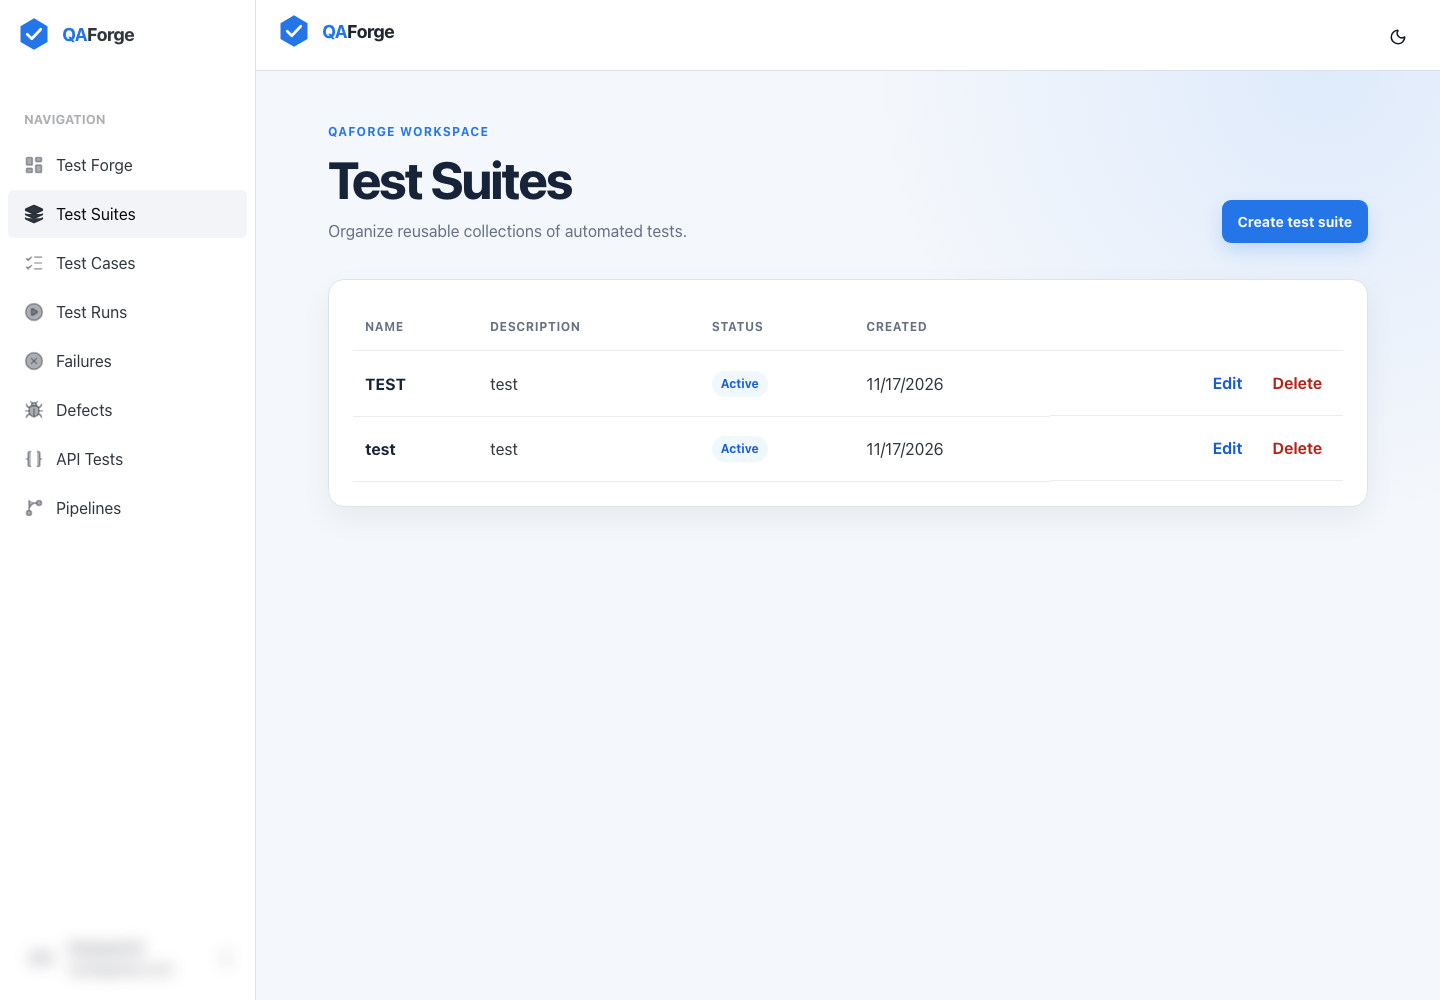 QAForge
NAVIGATION
Test Forge
Test Suites
Test Cases
Test Runs
Failures
Defects
API Tests
Pipelines
QAForge
QAFORGE WORKSPACE
Test Suites
Organize reusable collections of automated tests.
Create test suite
NAME DESCRIPTION STATUS CREATED
TEST test Active 11/17/2026 Edit Delete
test test Active 11/17/2026 Edit Delete